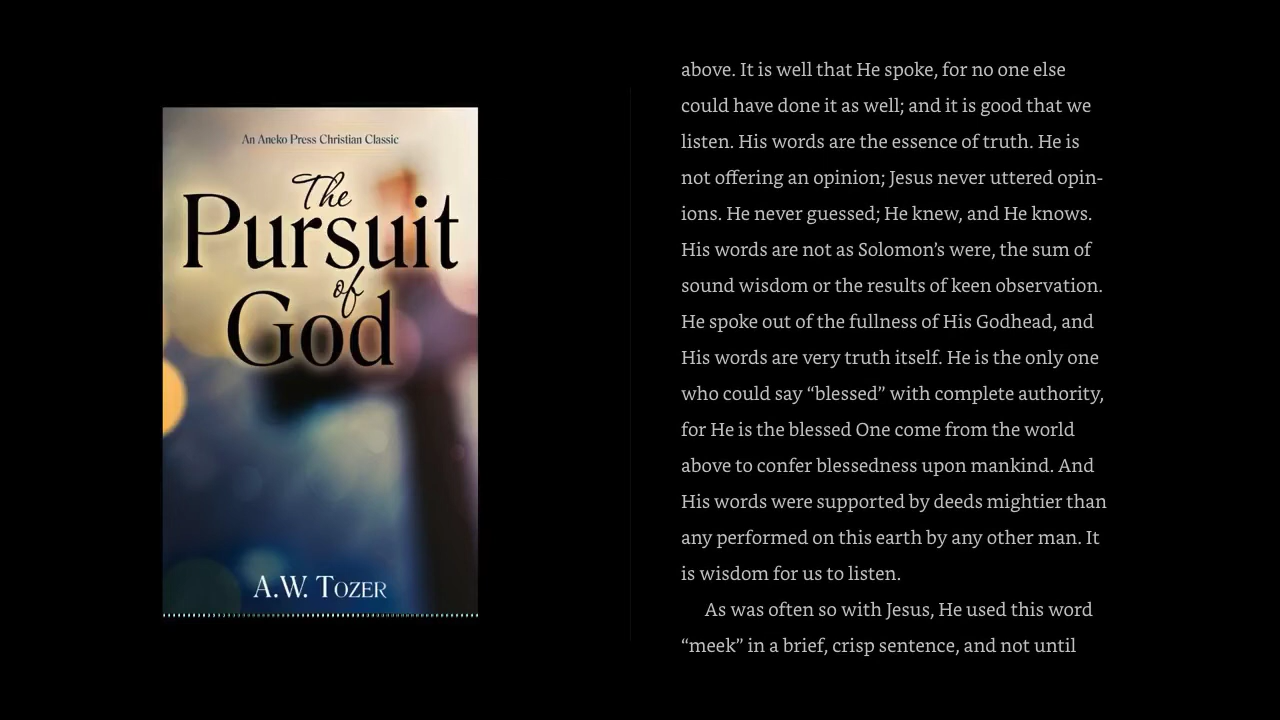 An Aneko Press Christian Classic
The
Pursuit
of
God
A.W. Tozer
above. It is well that He spoke, for no one else
could have done it as well; and it is good that we
listen. His words are the essence of truth. He is
not offering an opinion; Jesus never uttered opin-
ions. He never guessed; He knew, and He knows.
His words are not as Solomon’s were, the sum of
sound wisdom or the results of keen observation.
He spoke out of the fullness of His Godhead, and
His words are very truth itself. He is the only one
who could say “blessed” with complete authority,
for He is the blessed One come from the world
above to confer blessedness upon mankind. And
His words were supported by deeds mightier than
any performed on this earth by any other man. It
is wisdom for us to listen.
As was often so with Jesus, He used this word
“meek” in a brief, crisp sentence, and not until